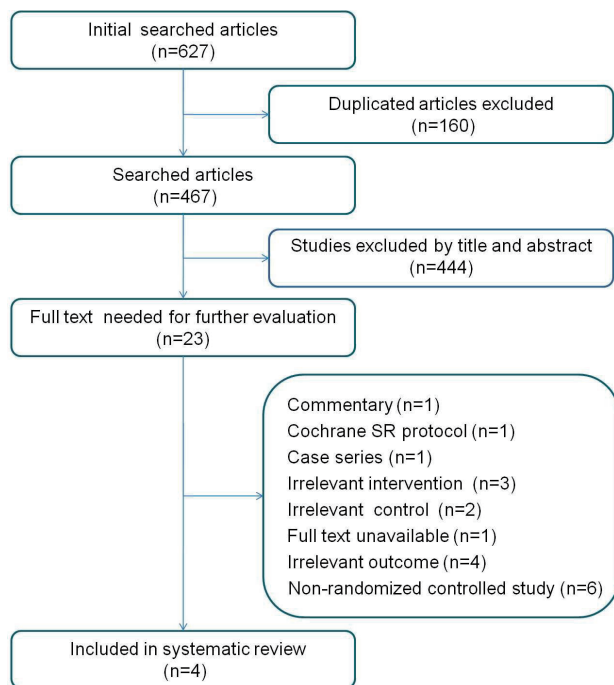 Initial searched articles
(n=627)
Duplicated articles excluded
(n=160)
Searched articles
(n=467)
Studies excluded by title and abstract
(n=444)
Full text needed for further evaluation
(n=23)
Commentary (n=1)
Cochrane SR protocol (n=1)
Case series (n=1)
Irrelevant intervention (n=3)
Irrelevant control (n=2)
Full text unavailable (n=1)
Irrelevant outcome (n=4)
Non-randomized controlled study (n=6)
Included in systematic review
(n=4)